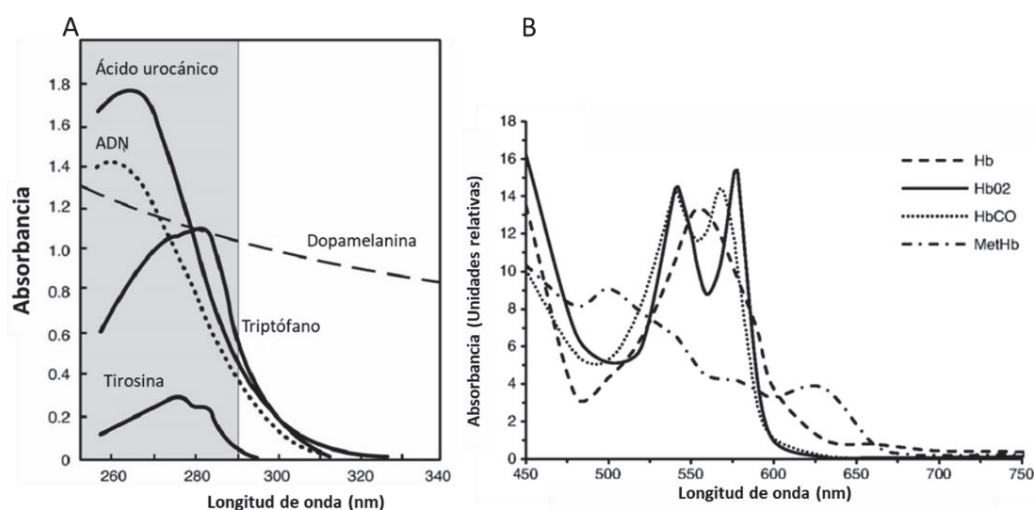 A
Absorbancia
1.8
1.6
1.4
1.2
1.0
0.8
0.6
0.4
0.2
0
Ácido urocánico
ADN
Dopamelanina
Triptófano
Tirosina
260 280 300 320 340
Longitud de onda (nm)
B
Absorbancia (Unidades relativas)
18
16
14
12
10
8
6
4
2
0
450 500 550 600 650 700 750
Longitud de onda (nm)
Hb
Hb02
HbCO
MetHb